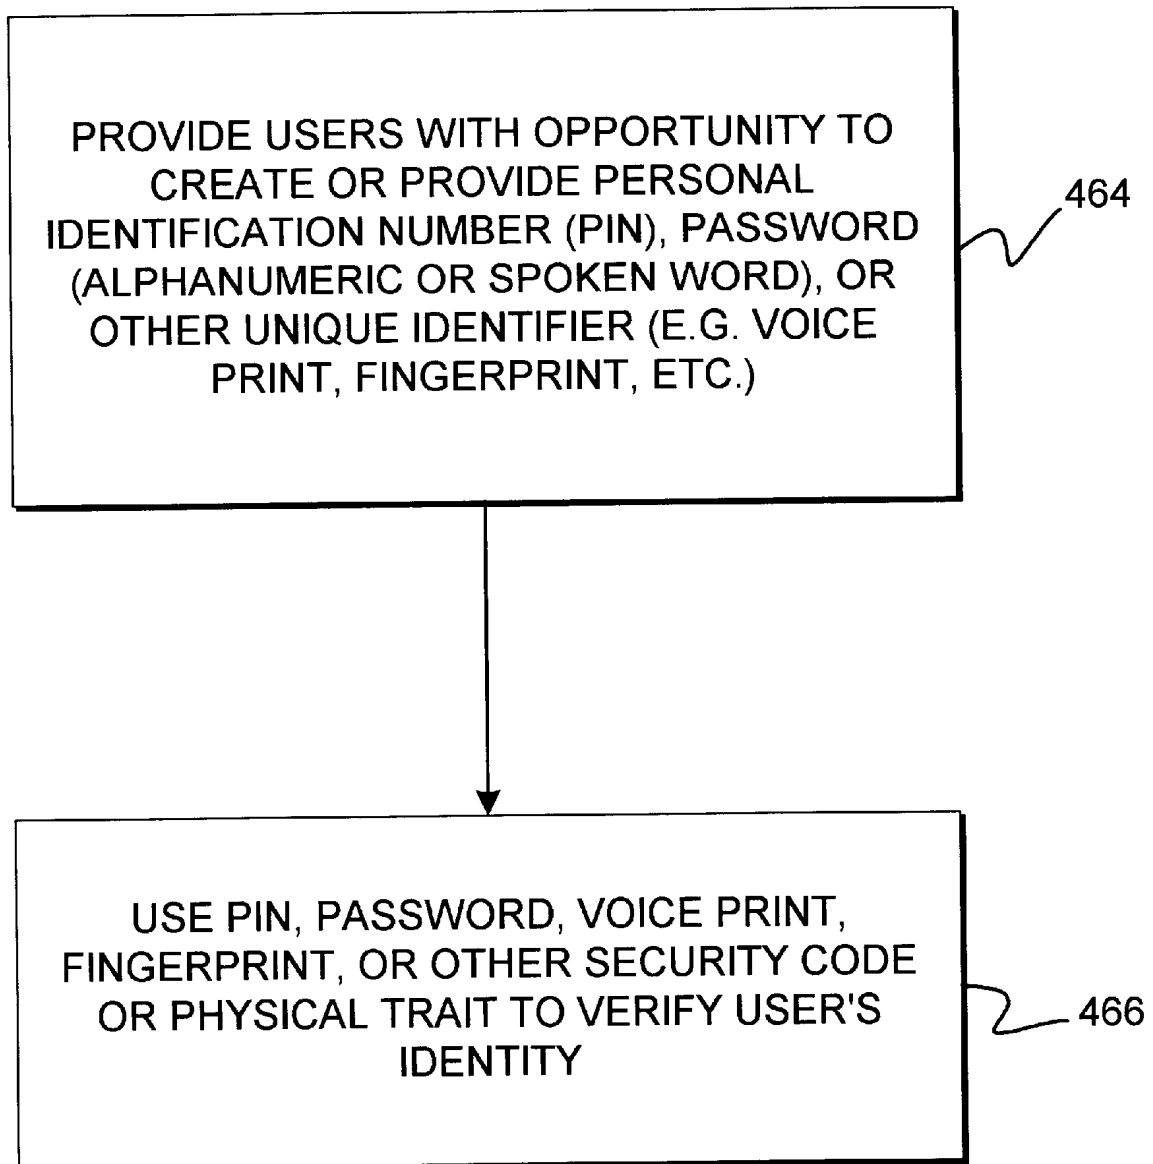 PROVIDE USERS WITH OPPORTUNITY TO
CREATE OR PROVIDE PERSONAL
IDENTIFICATION NUMBER (PIN), PASSWORD
(ALPHANUMERIC OR SPOKEN WORD), OR
OTHER UNIQUE IDENTIFIER (E.G. VOICE
PRINT, FINGERPRINT, ETC.)
464
USE PIN, PASSWORD, VOICE PRINT,
FINGERPRINT, OR OTHER SECURITY CODE
OR PHYSICAL TRAIT TO VERIFY USER'S
IDENTITY
466